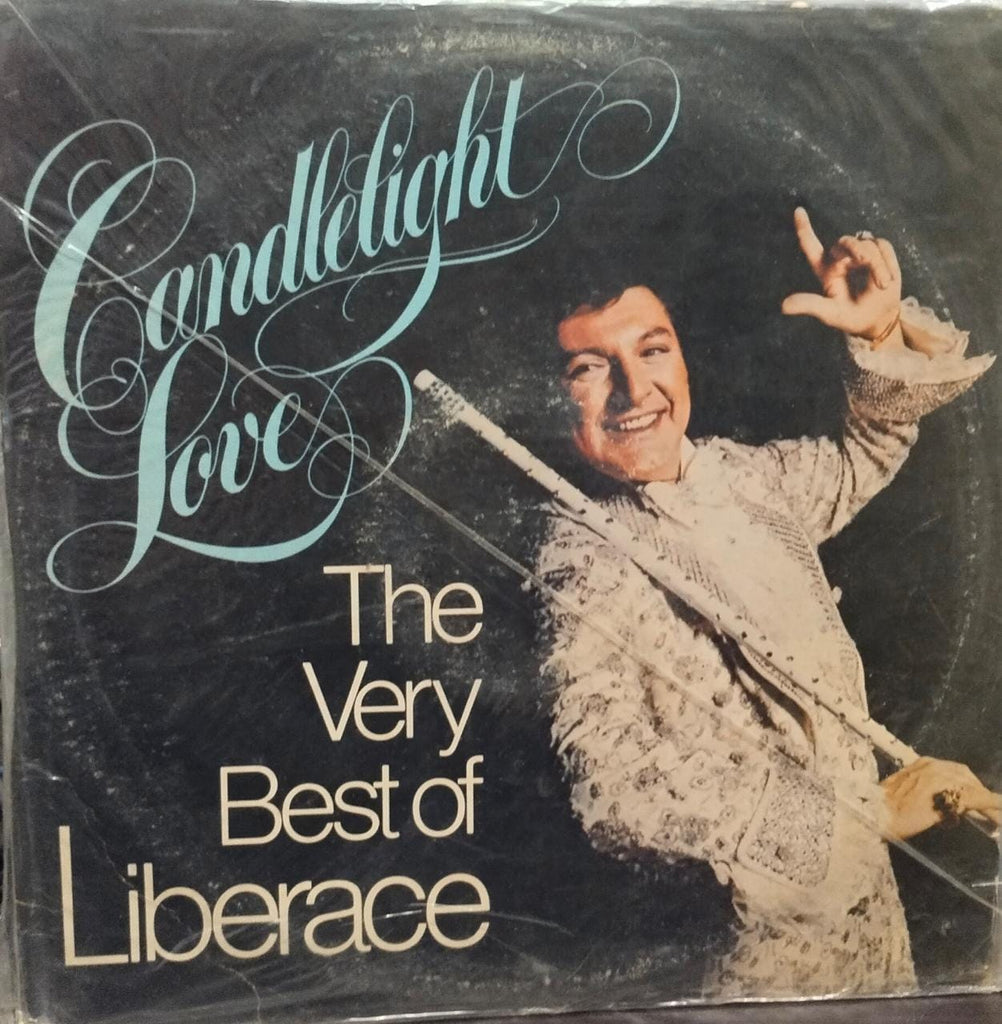 Candlelight
Love
The
Very
Best of
Liberace